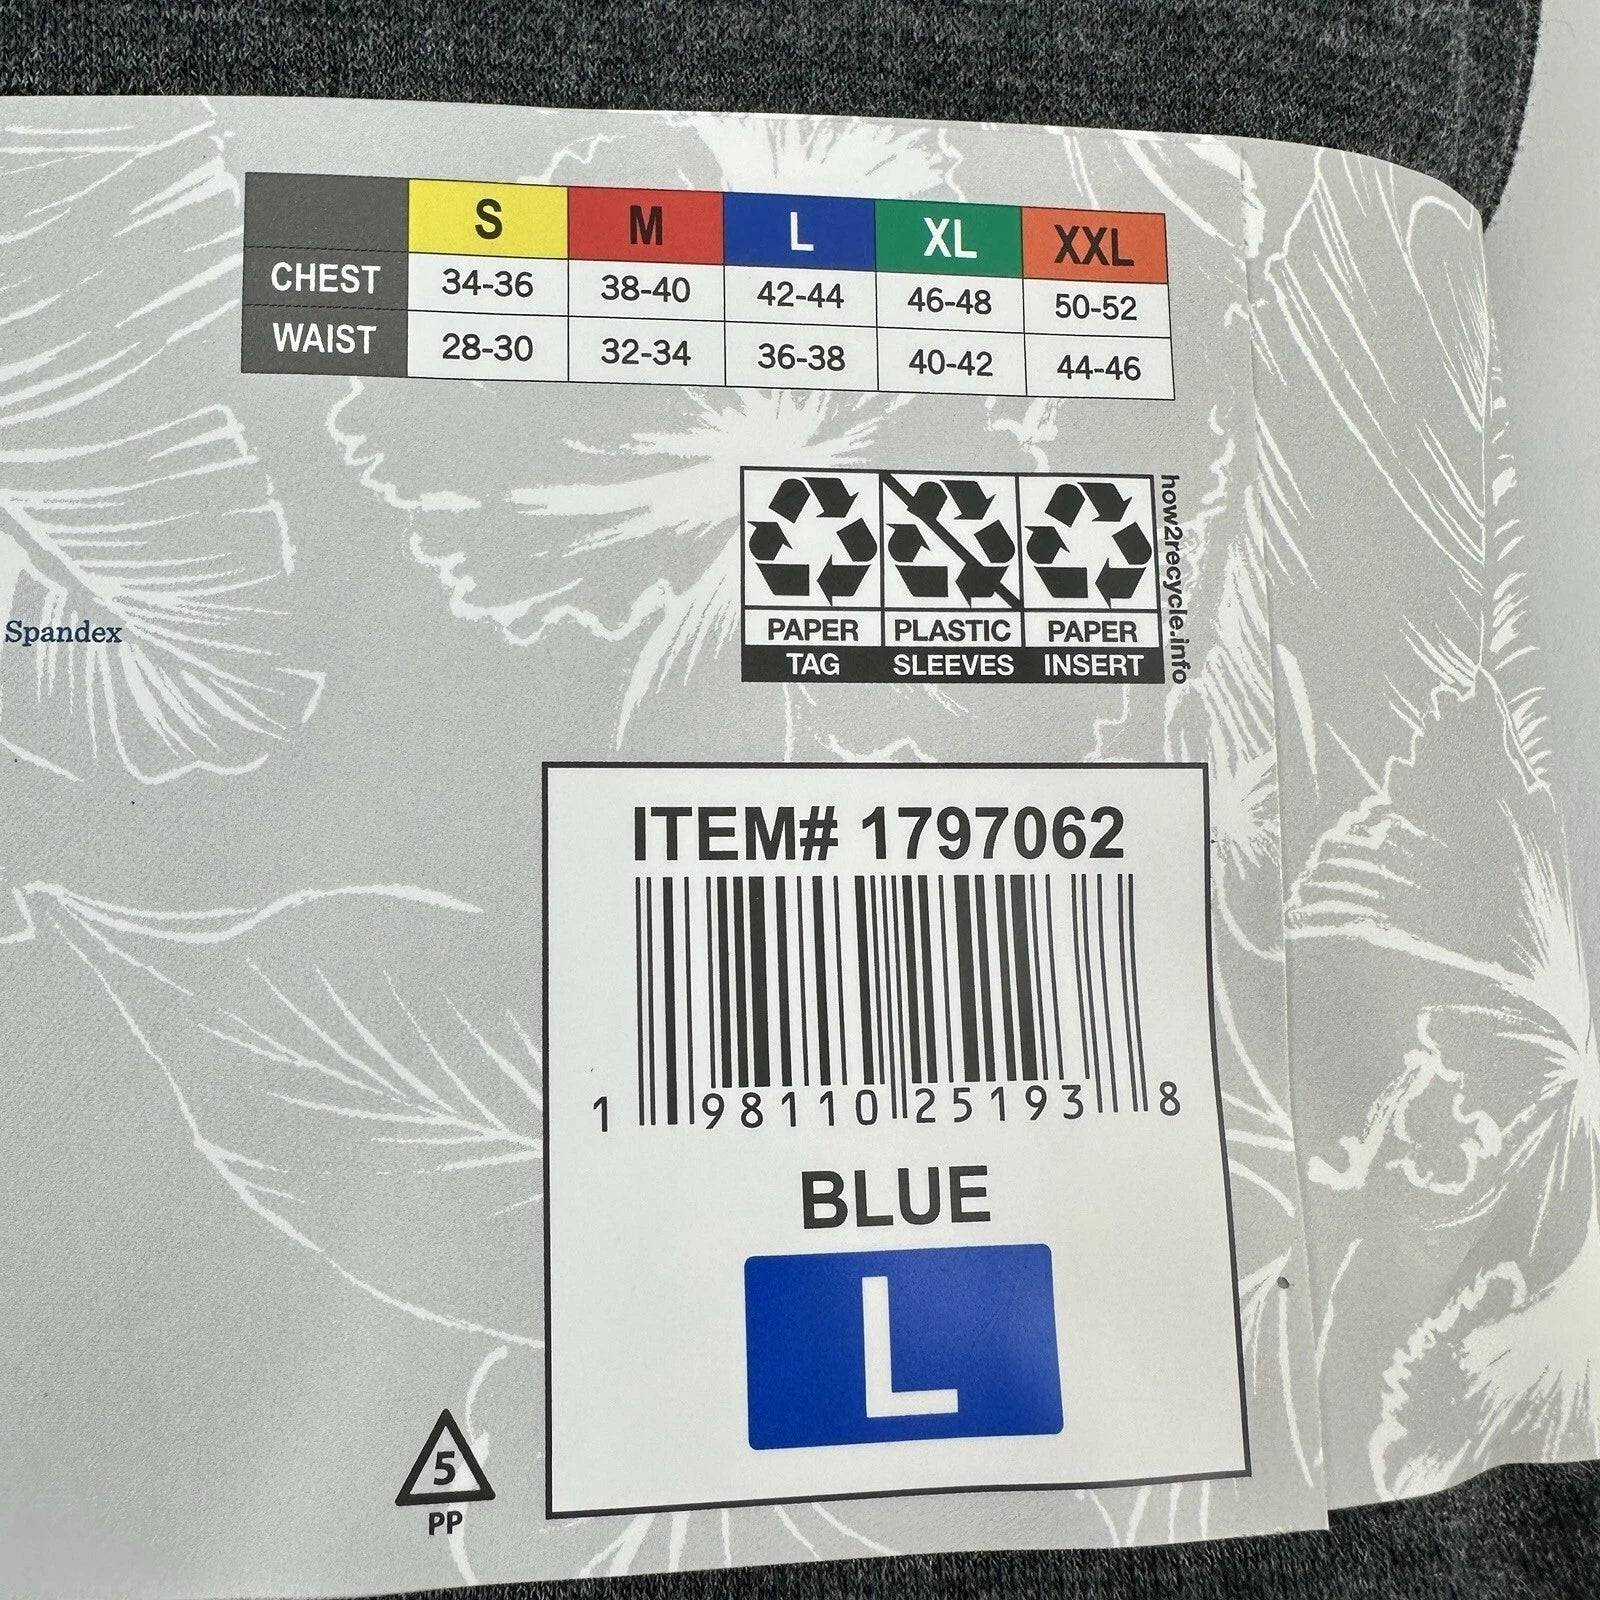 S M L XL XXL
CHEST 34-36 38-40 42-44 46-48 50-52
WAIST 28-30 32-34 36-38 40-42 44-46
how2recycle.info
PAPER PLASTIC PAPER
TAG SLEEVES INSERT
Spandex
ITEM# 1797062
1 98110 25193 8
BLUE
L
5
PP